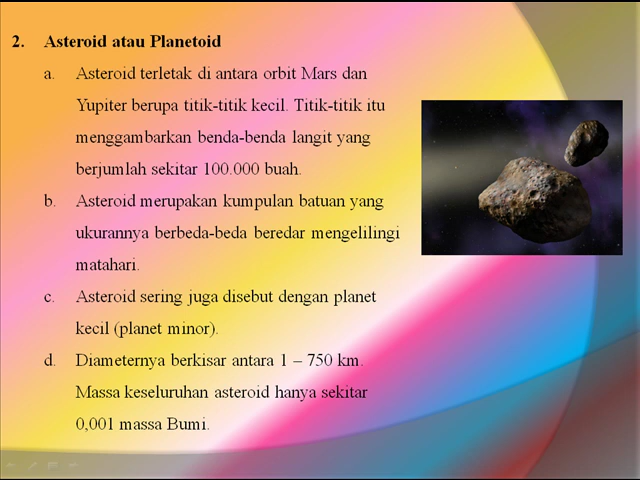 2. Asteroid atau Planetoid
a. Asteroid terletak di antara orbit Mars dan
Yupiter berupa titik-titik kecil. Titik-titik itu
menggambarkan benda-benda langit yang
berjumlah sekitar 100.000 buah.
b. Asteroid merupakan kumpulan batuan yang
ukurannya berbeda-beda beredar mengelilingi
matahari.
c. Asteroid sering juga disebut dengan planet
kecil (planet minor).
d. Diameternya berkisar antara 1 – 750 km.
Massa keseluruhan asteroid hanya sekitar
0,001 massa Bumi.